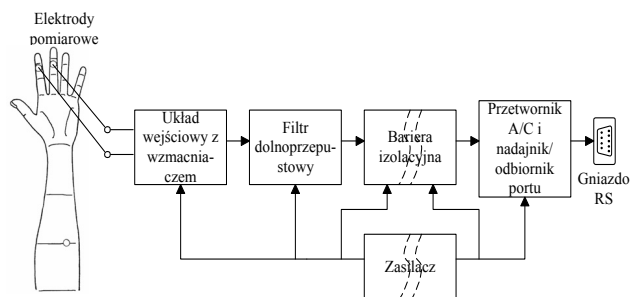 Elektrody
pomiarowe
Układ
wejściowy z
wzmacnia-
czem
Filtr
dolnoprzepu-
stowy
Bariera
izolacyjna
Przetwornik
A/C i
nadajnik/
odbiornik
portu
Gniazdo
RS
Zasilacz